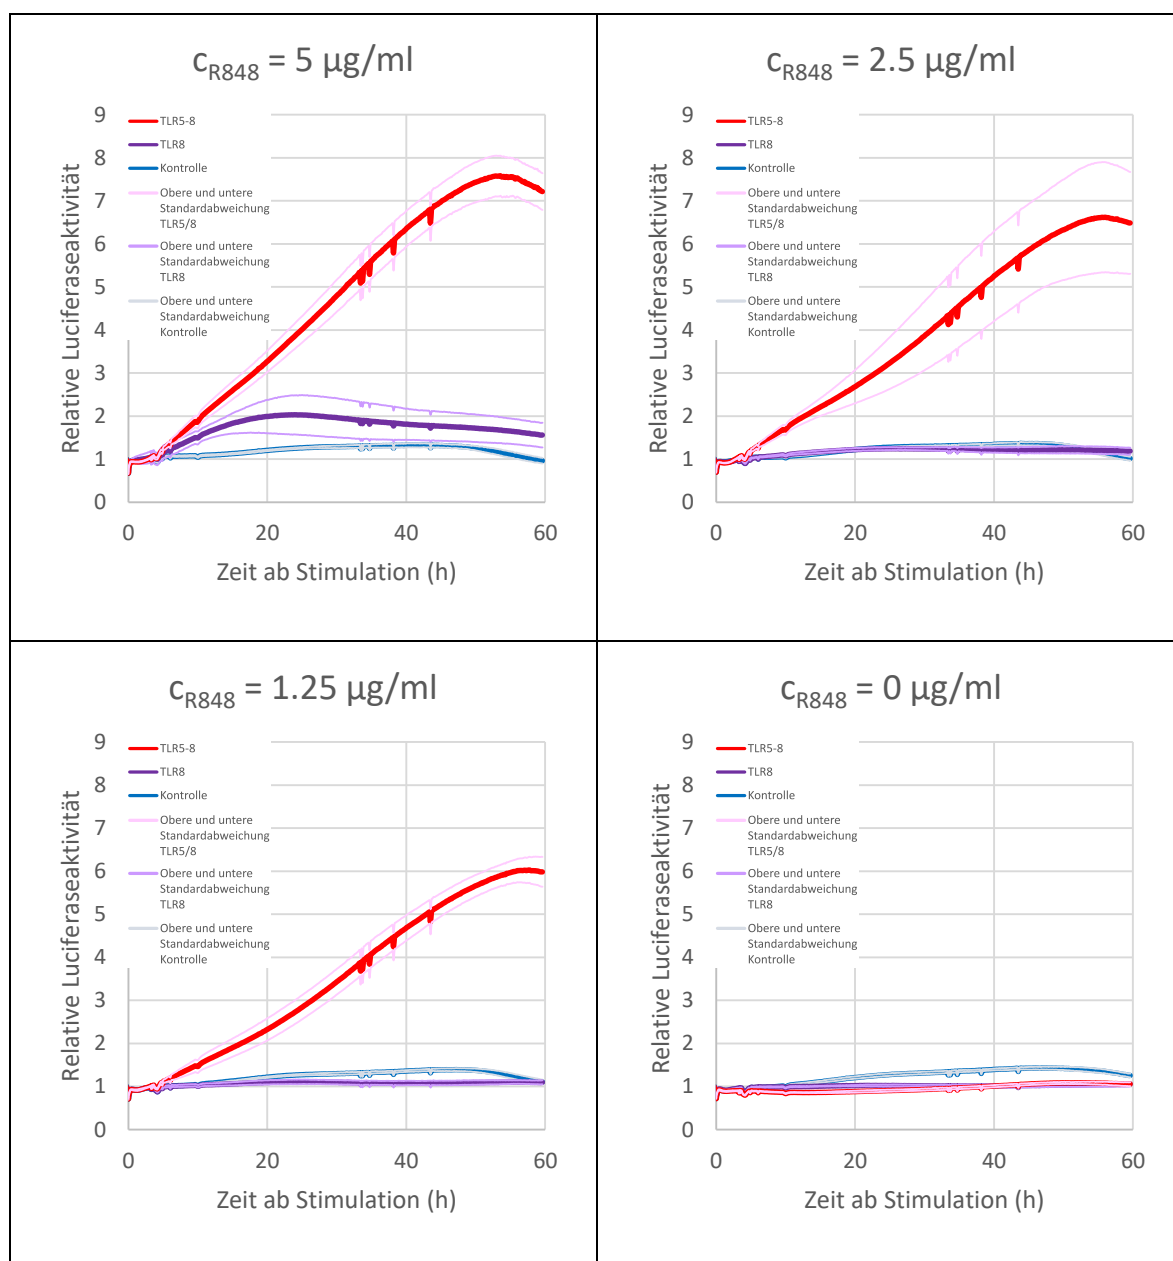 c_R848 = 5 µg/ml
9
8
7
6
5
4
3
2
1
0
Relative Luciferaseaktivität
TLR5-8
TLR8
Kontrolle
Obere und untere
Standardabweichung
TLR5/8
Obere und untere
Standardabweichung
TLR8
Obere und untere
Standardabweichung
Kontrolle
0 20 40 60
Zeit ab Stimulation (h)
c_R848 = 2.5 µg/ml
9
8
7
6
5
4
3
2
1
0
Relative Luciferaseaktivität
TLR5-8
TLR8
Kontrolle
Obere und untere
Standardabweichung
TLR5/8
Obere und untere
Standardabweichung
TLR8
Obere und untere
Standardabweichung
Kontrolle
0 20 40 60
Zeit ab Stimulation (h)
c_R848 = 1.25 µg/ml
9
8
7
6
5
4
3
2
1
0
Relative Luciferaseaktivität
TLR5-8
TLR8
Kontrolle
Obere und untere
Standardabweichung
TLR5/8
Obere und untere
Standardabweichung
TLR8
Obere und untere
Standardabweichung
Kontrolle
0 20 40 60
Zeit ab Stimulation (h)
c_R848 = 0 µg/ml
9
8
7
6
5
4
3
2
1
0
Relative Luciferaseaktivität
TLR5-8
TLR8
Kontrolle
Obere und untere
Standardabweichung
TLR5/8
Obere und untere
Standardabweichung
TLR8
Obere und untere
Standardabweichung
Kontrolle
0 20 40 60
Zeit ab Stimulation (h)